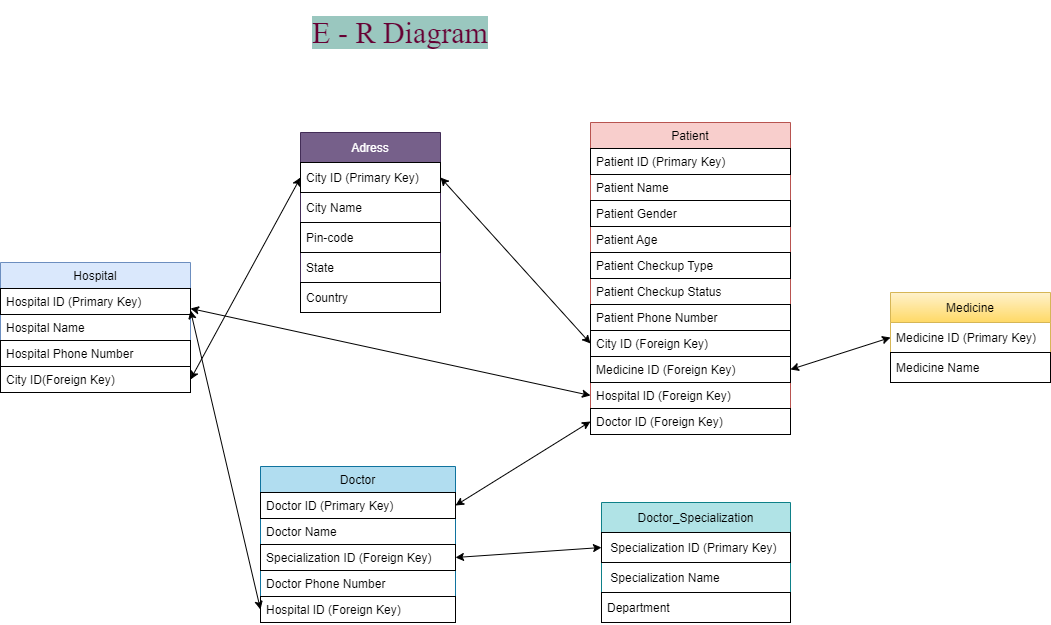 E - R Diagram
Adress
City ID (Primary Key)
City Name
Pin-code
State
Country
Patient
Patient ID (Primary Key)
Patient Name
Patient Gender
Patient Age
Patient Checkup Type
Patient Checkup Status
Patient Phone Number
City ID (Foreign Key)
Medicine ID (Foreign Key)
Hospital ID (Foreign Key)
Doctor ID (Foreign Key)
Hospital
Hospital ID (Primary Key)
Hospital Name
Hospital Phone Number
City ID(Foreign Key)
Medicine
Medicine ID (Primary Key)
Medicine Name
Doctor
Doctor ID (Primary Key)
Doctor Name
Specialization ID (Foreign Key)
Doctor Phone Number
Hospital ID (Foreign Key)
Doctor_Specialization
Specialization ID (Primary Key)
Specialization Name
Department